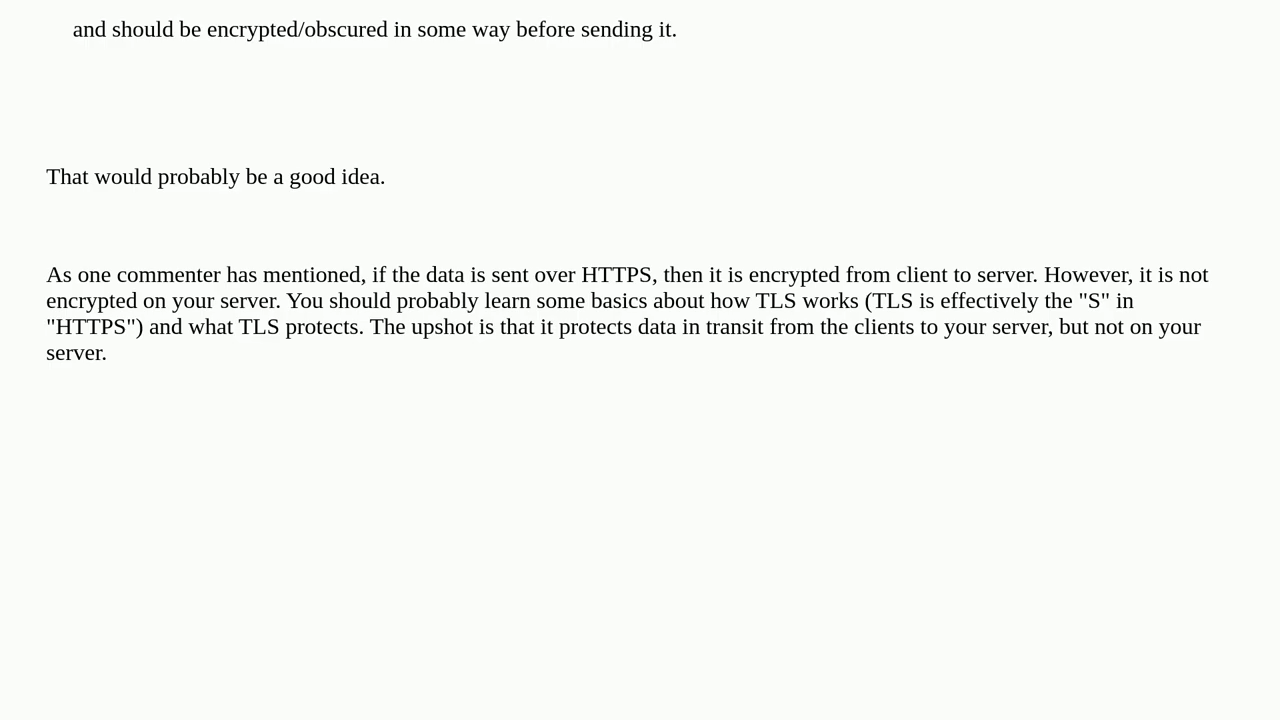 and should be encrypted/obscured in some way before sending it.
That would probably be a good idea.
As one commenter has mentioned, if the data is sent over HTTPS, then it is encrypted from client to server. However, it is not
encrypted on your server. You should probably learn some basics about how TLS works (TLS is effectively the "S" in
"HTTPS") and what TLS protects. The upshot is that it protects data in transit from the clients to your server, but not on your
server.